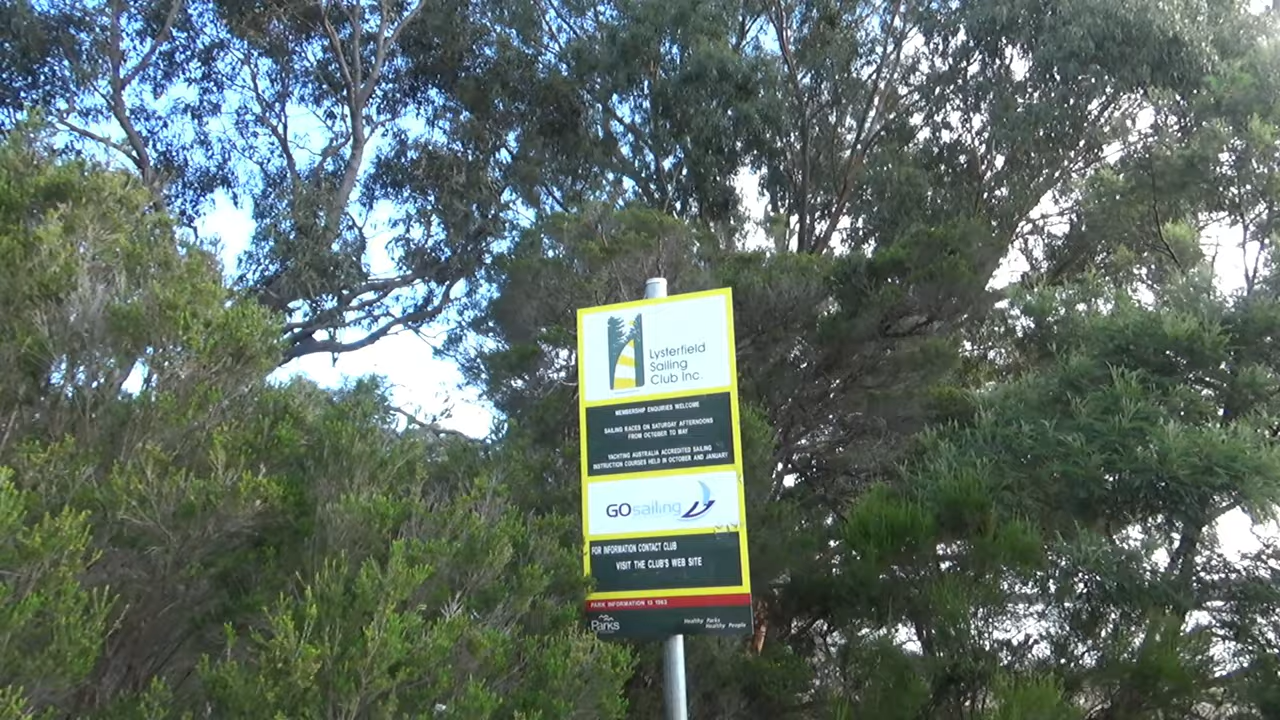 Lysterfield
Sailing
Club Inc.
MEMBERSHIP ENQUIRIES WELCOME
SAILING RACES ON SATURDAY AFTERNOONS
FROM OCTOBER TO MAY
YACHTING AUSTRALIA ACCREDITED SAILING
INSTRUCTION COURSES HELD IN OCTOBER AND JANUARY
GOsailing
FOR INFORMATION CONTACT CLUB
VISIT THE CLUB'S WEB SITE
PARK INFORMATION 13 1963
Parks
Healthy Parks
Healthy People